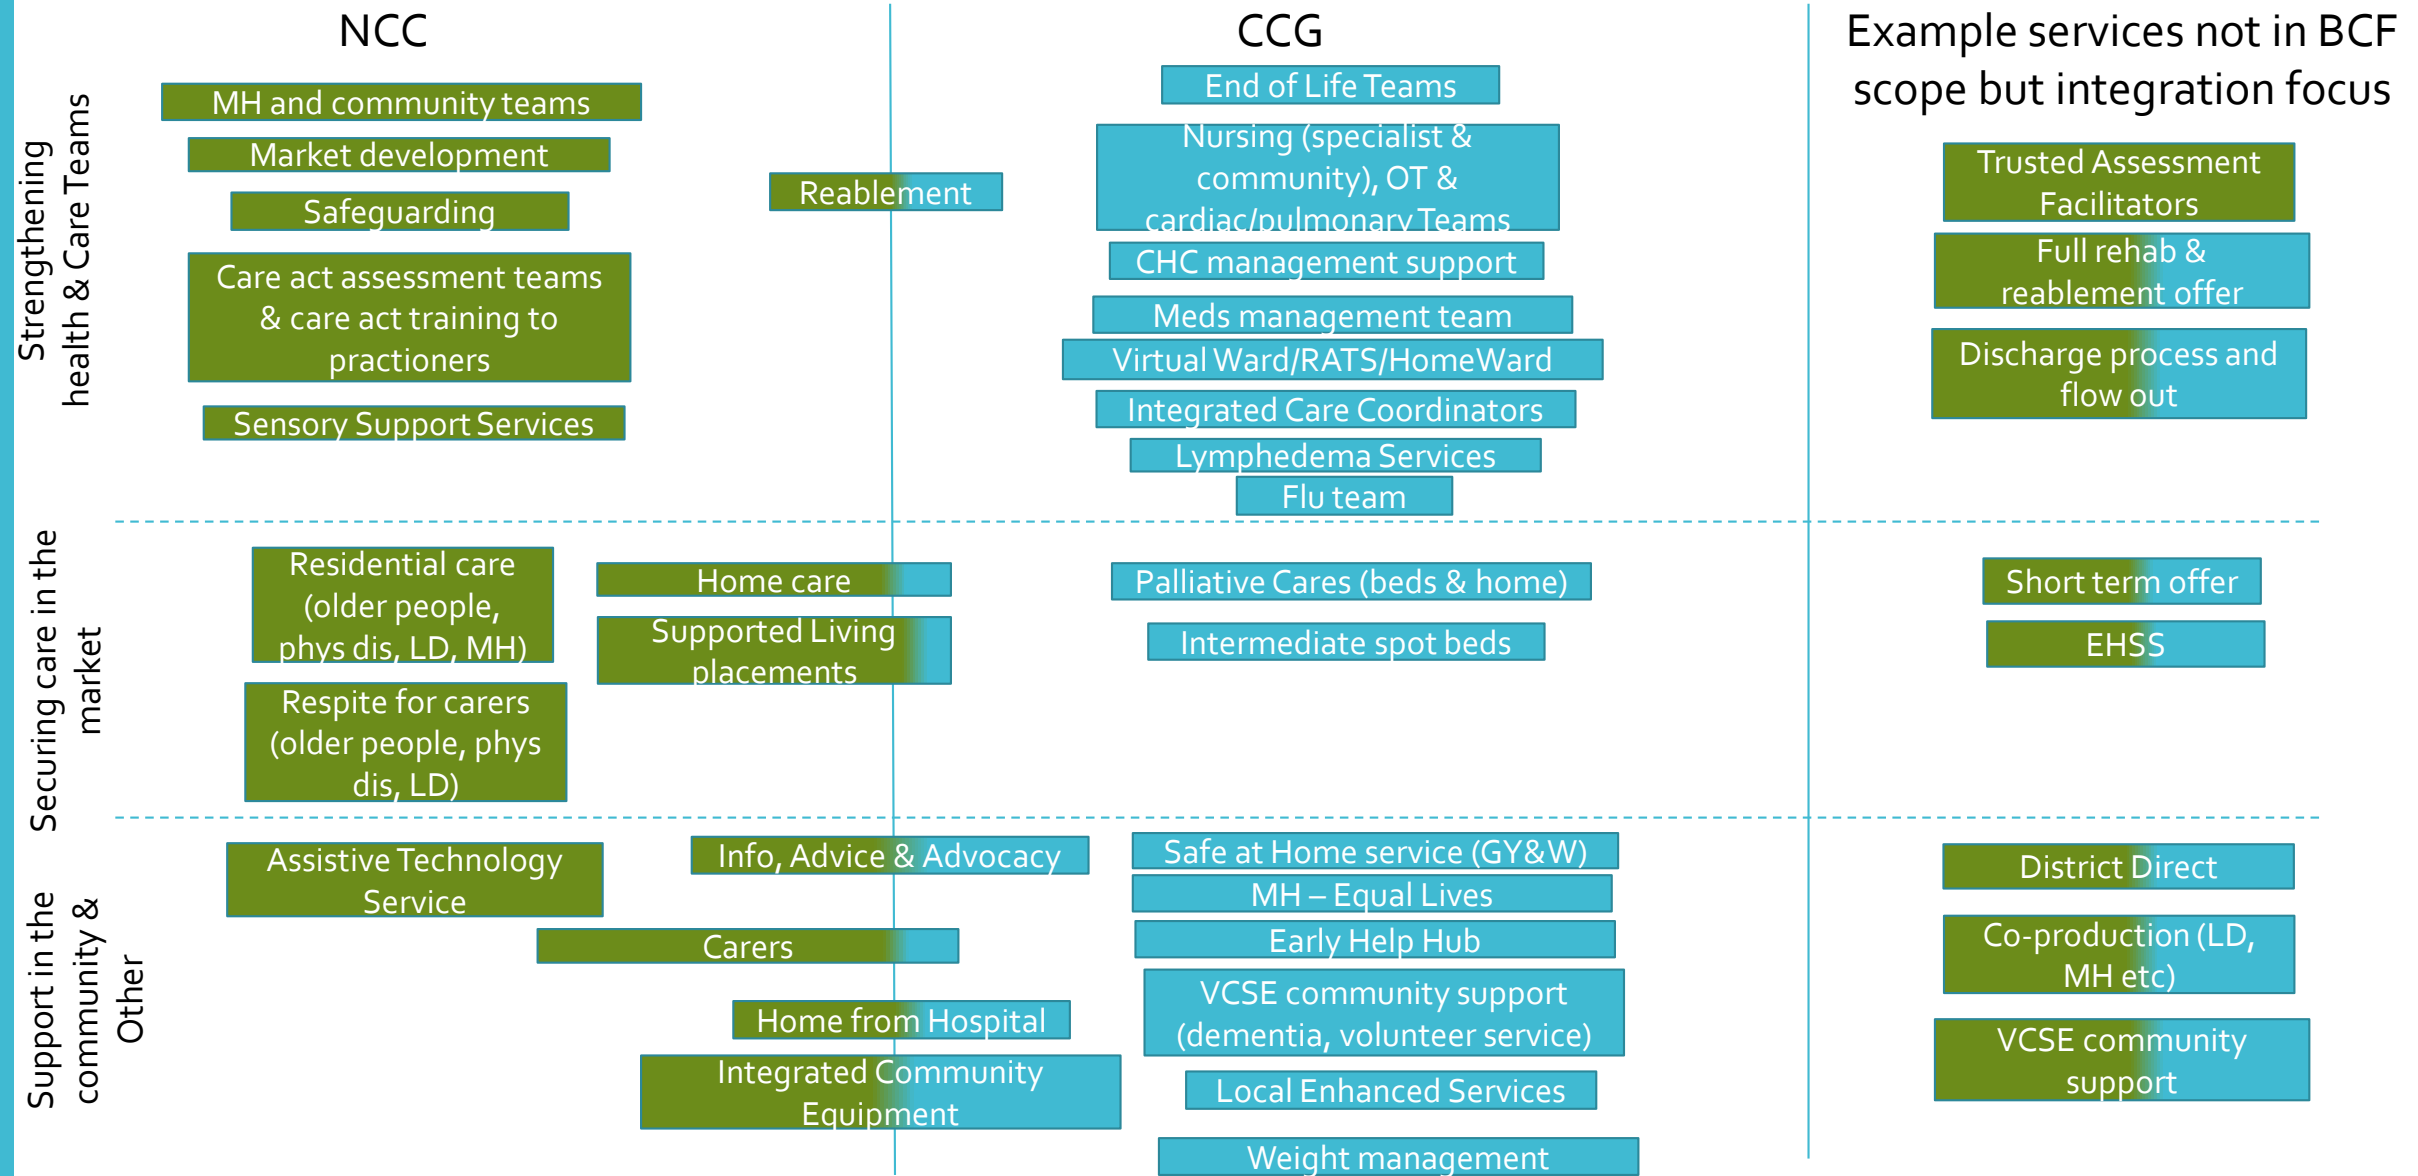 NCC
CCG
Example services not in BCF
scope but integration focus
Strengthening
health & Care Teams
MH and community teams
Market development
Safeguarding
Care act assessment teams
& care act training to
practioners
Sensory Support Services
Reablement
End of Life Teams
Nursing (specialist &
community), OT &
cardiac/pulmonary Teams
CHC management support
Meds management team
Virtual Ward/RATS/HomeWard
Integrated Care Coordinators
Lymphedema Services
Flu team
Trusted Assessment
Facilitators
Full rehab &
reablement offer
Discharge process and
flow out
Securing care in the
market
Residential care
(older people,
phys dis, LD, MH)
Respite for carers
(older people, phys
dis, LD)
Home care
Supported Living
placements
Palliative Cares (beds & home)
Intermediate spot beds
Short term offer
EHSS
Support in the
community &
Other
Assistive Technology
Service
Info, Advice & Advocacy
Carers
Home from Hospital
Integrated Community
Equipment
Safe at Home service (GY&W)
MH – Equal Lives
Early Help Hub
VCSE community support
(dementia, volunteer service)
Local Enhanced Services
Weight management
District Direct
Co-production (LD,
MH etc)
VCSE community
support